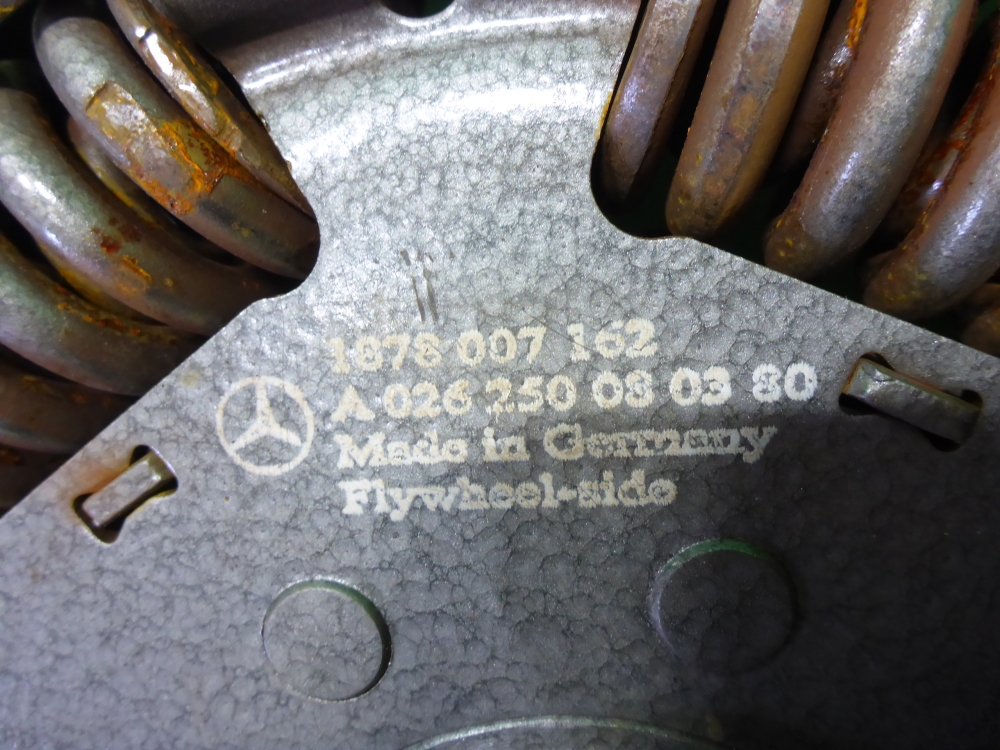 1878 007 162
A 026 250 08 03 80
Made in Germany
Flywheel-side